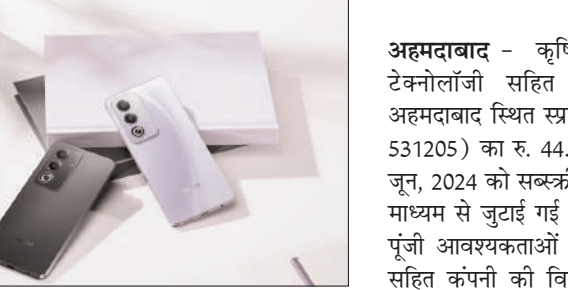 अहमदाबाद – कृषि
टेक्नोलॉजी सहित
अहमदाबाद स्थित स्प्र
531205) का रु. 44.
जून, 2024 को सब्स्क्र
माध्यम से जुटाई गई
पूंजी आवश्यकताओं
सहित कंपनी की वि